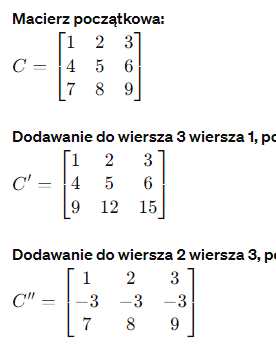 Macierz początkowa:
1 2 3
C = 4 5 6
7 8 9
Dodawanie do wiersza 3 wiersza 1, po
1 2 3
C′ = 4 5 6
9 12 15
Dodawanie do wiersza 2 wiersza 3, po
1 2 3
C″ = −3 −3 −3
7 8 9